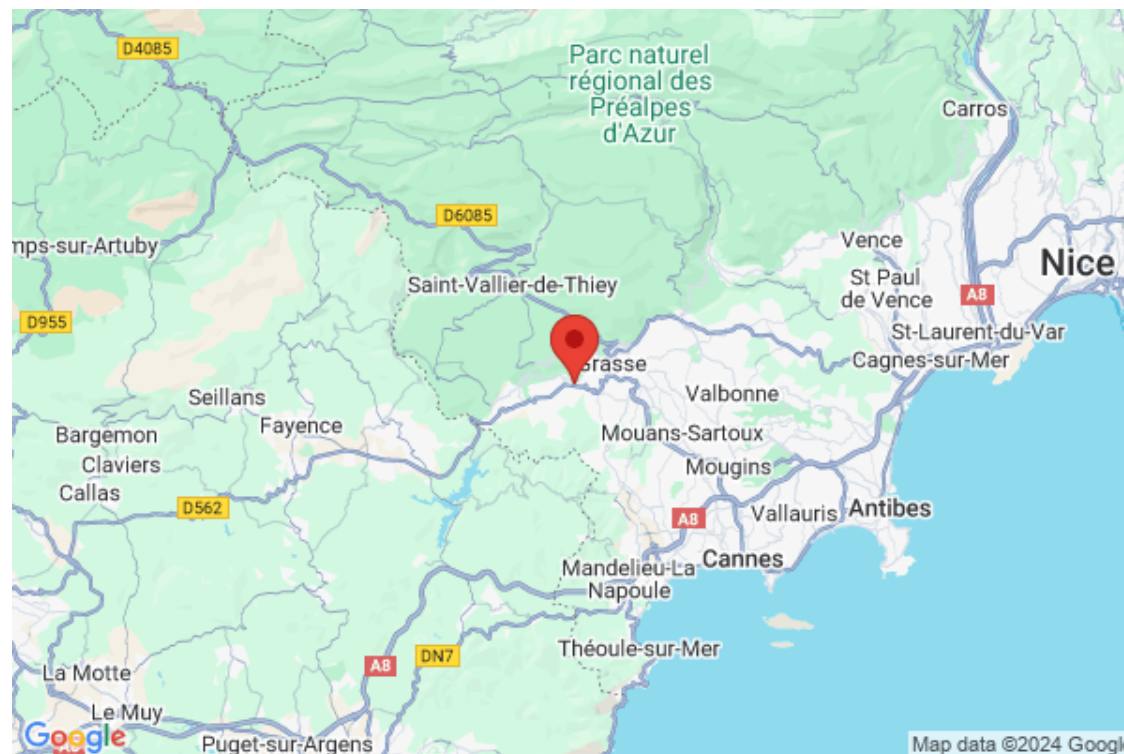 D4085
Parc naturel
régional des
Préalpes
d'Azur
Carros
D6085
mps-sur-Artuby
Vence
Nice
Saint-Vallier-de-Thiey
St Paul
de Vence
A8
D955
St-Laurent-du-Var
Grasse
Cagnes-sur-Mer
Seillans
Valbonne
Fayence
Bargemon
Mouans-Sartoux
Claviers
Mougins
Callas
D562
A8
Vallauris
Antibes
Cannes
Mandelieu-La
Napoule
Théoule-sur-Mer
DN7
A8
La Motte
Le Muy
Google
A8
Puget-sur-Argens
Map data ©2024 Google